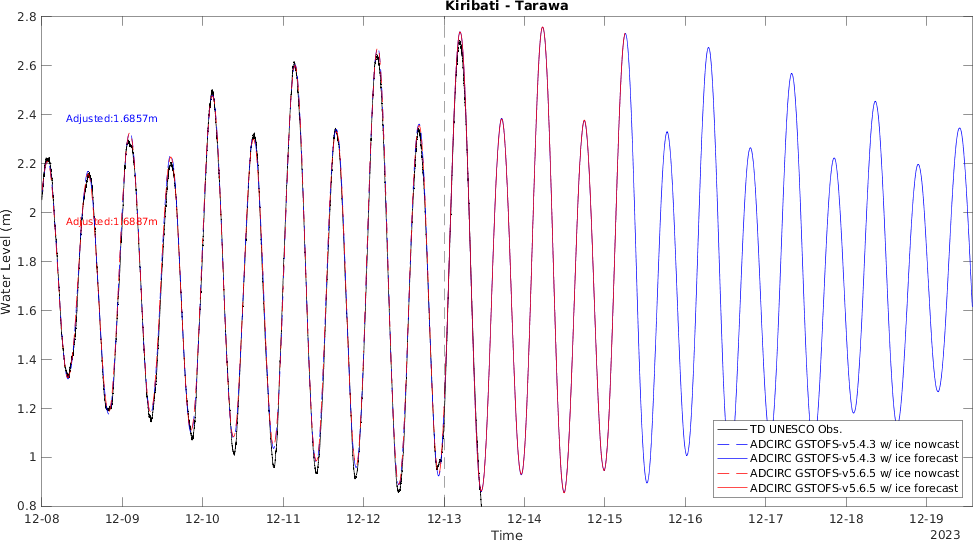 Kiribati - Tarawa
2.8
2.6
2.4
2.2
2
1.8
1.6
1.4
1.2
1
0.8
Water Level (m)
Adjusted:1.6857m
Adjusted:1.6887m
TD UNESCO Obs.
ADCIRC GSTOFS-v5.4.3 w/ ice nowcast
ADCIRC GSTOFS-v5.4.3 w/ ice forecast
ADCIRC GSTOFS-v5.6.5 w/ ice nowcast
ADCIRC GSTOFS-v5.6.5 w/ ice forecast
12-08 12-09 12-10 12-11 12-12 12-13 12-14 12-15 12-16 12-17 12-18 12-19
Time
2023